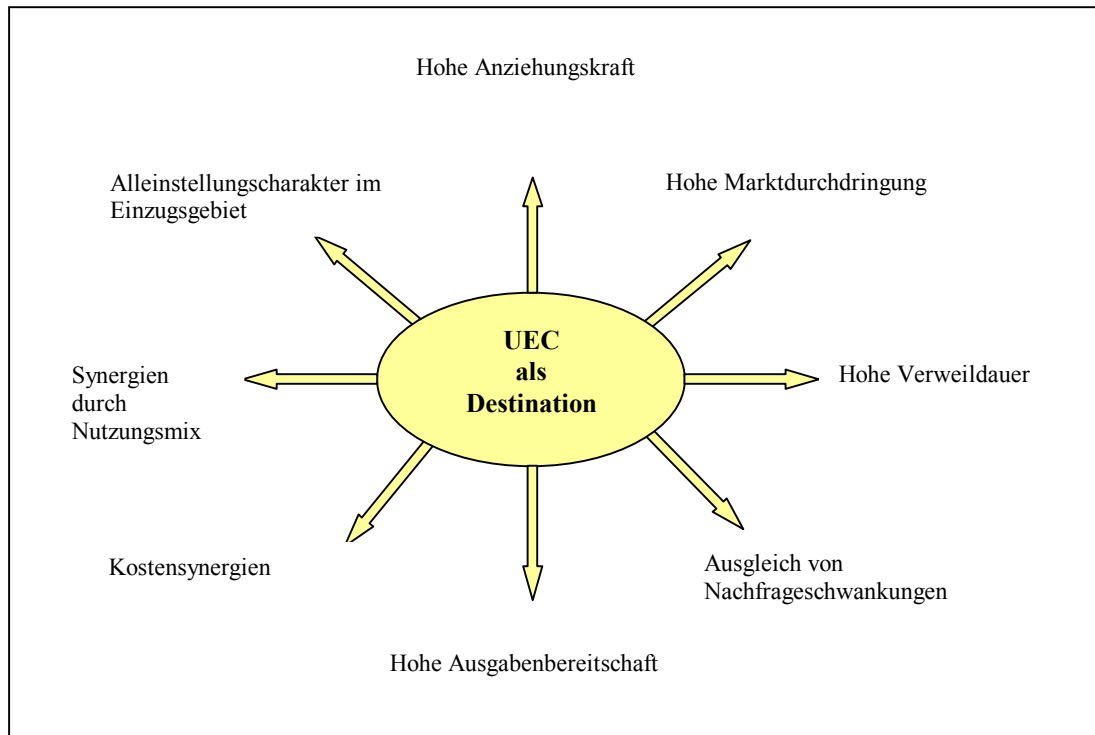 Hohe Anziehungskraft
Alleinstellungscharakter im
Einzugsgebiet
Hohe Marktdurchdringung
UEC
als
Destination
Synergien
durch
Nutzungsmix
Hohe Verweildauer
Kostensynergien
Ausgleich von
Nachfrageschwankungen
Hohe Ausgabenbereitschaft